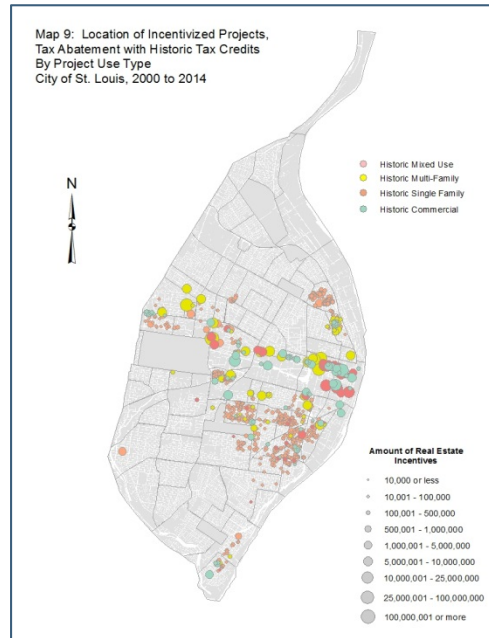 Map 9: Location of Incentivized Projects,
Tax Abatement with Historic Tax Credits
By Project Use Type
City of St. Louis, 2000 to 2014
N
Historic Mixed Use
Historic Multi-Family
Historic Single Family
Historic Commercial
Amount of Real Estate
Incentives
10,000 or less
10,001 - 100,000
100,001 - 500,000
500,001 - 1,000,000
1,000,001 - 5,000,000
5,000,001 - 10,000,000
10,000,001 - 25,000,000
25,000,001 - 100,000,000
100,000,001 or more